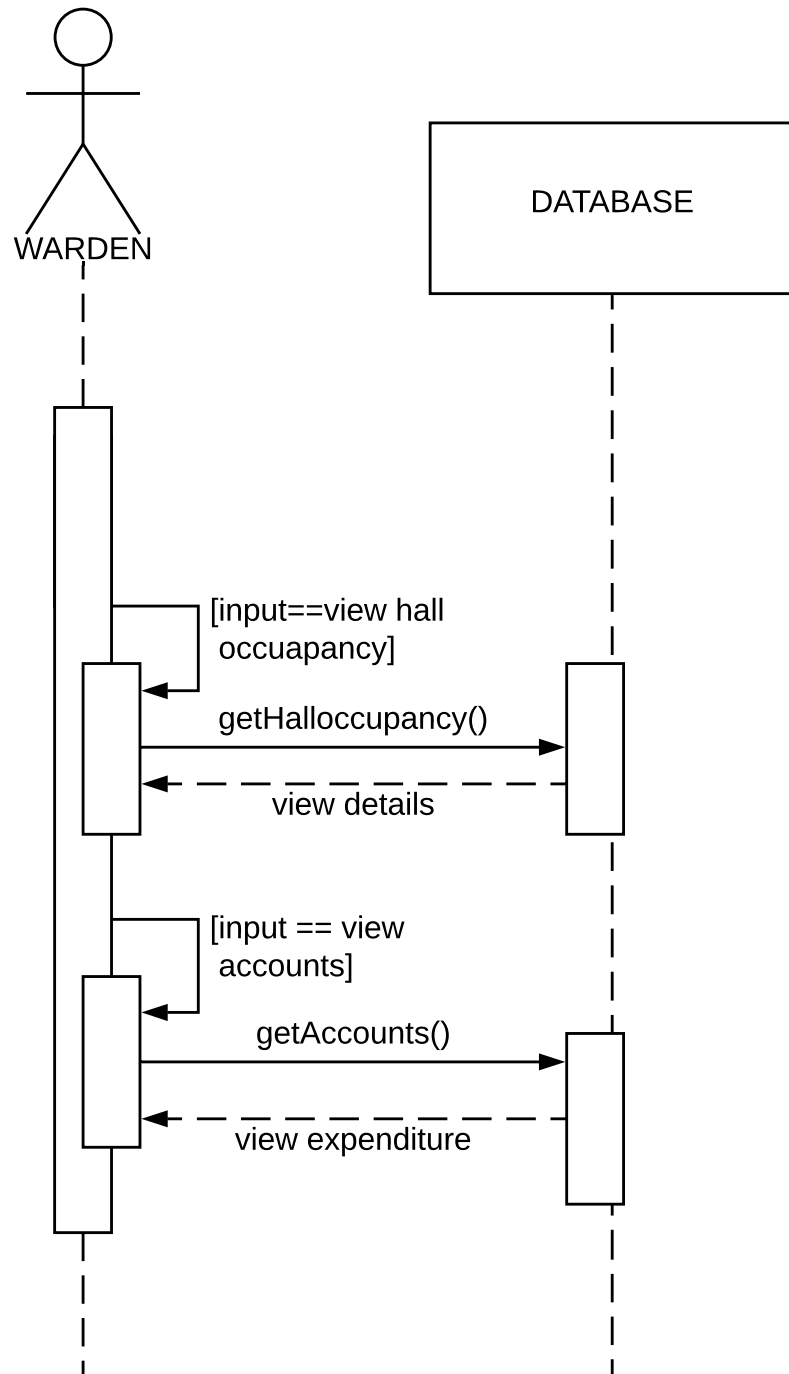 WARDEN
DATABASE
[input==view hall
occuapancy]
getHalloccupancy()
view details
[input == view
accounts]
getAccounts()
view expenditure